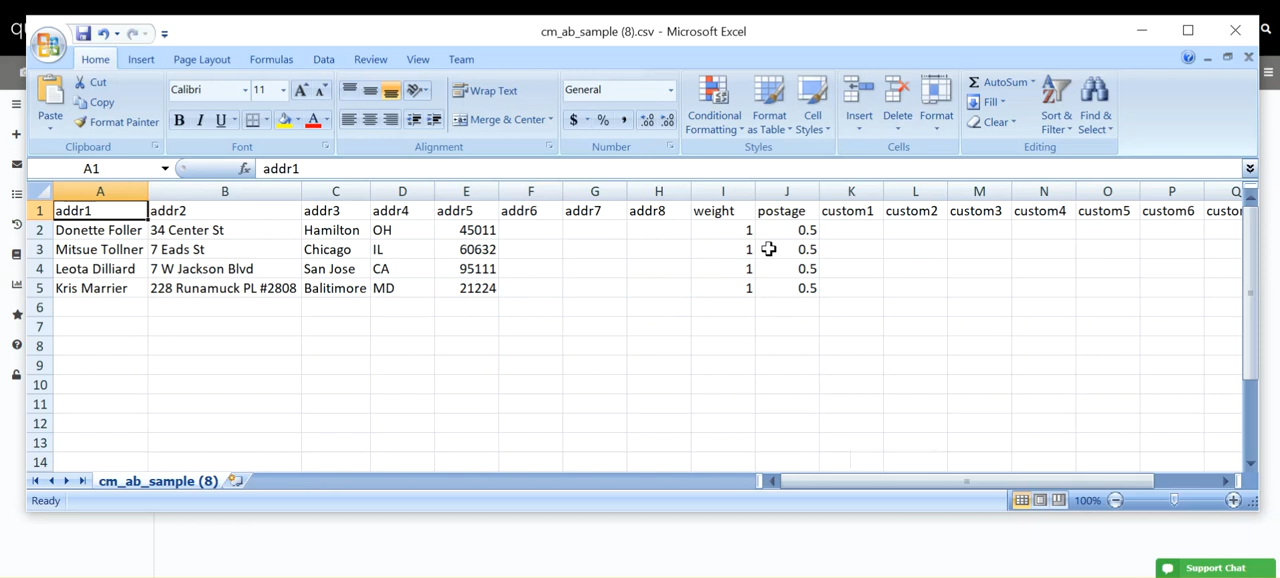 qu
cm_ab_sample (8).csv - Microsoft Excel
Home Insert Page Layout Formulas Data Review View Team
Paste
Cut
Copy
Format Painter
Clipboard
Calibri 11 A A
B I U A
Font
Wrap Text
Merge & Center
Alignment
General
$ % ,
Number
Conditional Formatting
Format as Table
Cell Styles
Styles
Insert Delete Format
Cells
Σ AutoSum
Fill
Clear
Sort & Filter
Find & Select
Editing
A1 fx addr1
A B C D E F G H I J K L M N O P Q
1 addr1 addr2 addr3 addr4 addr5 addr6 addr7 addr8 weight postage custom1 custom2 custom3 custom4 custom5 custom6 custor
2 Donette Foller 34 Center St Hamilton OH 45011 1 0.5
3 Mitsue Tollner 7 Eads St Chicago IL 60632 1 0.5
4 Leota Dilliard 7 W Jackson Blvd San Jose CA 95111 1 0.5
5 Kris Marrier 228 Runamuck PL #2808 Balitimore MD 21224 1 0.5
6
7
8
9
10
11
12
13
14
cm_ab_sample (8)
Ready 100%
Support Chat